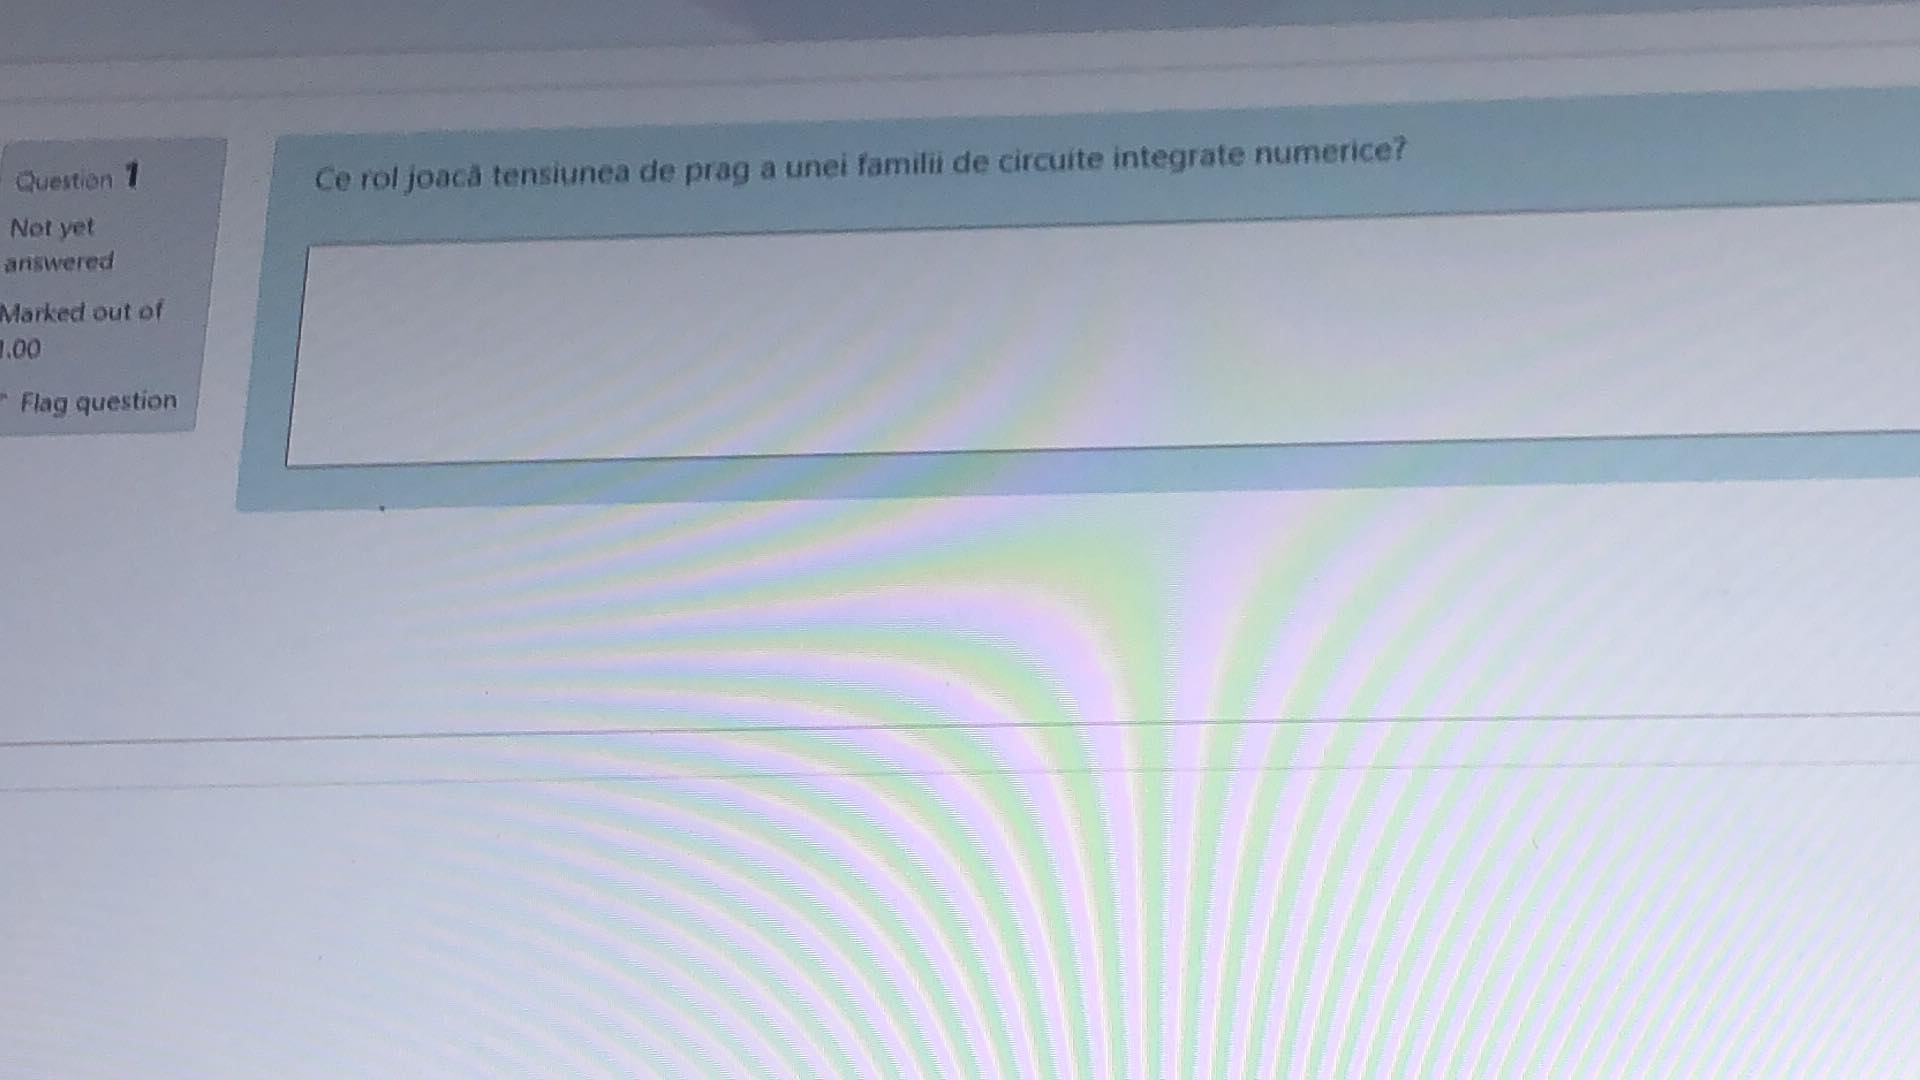 Question 1
Not yet
answered
Marked out of
1.00
Flag question
Ce rol joacă tensiunea de prag a unei familii de circuite integrate numerice?